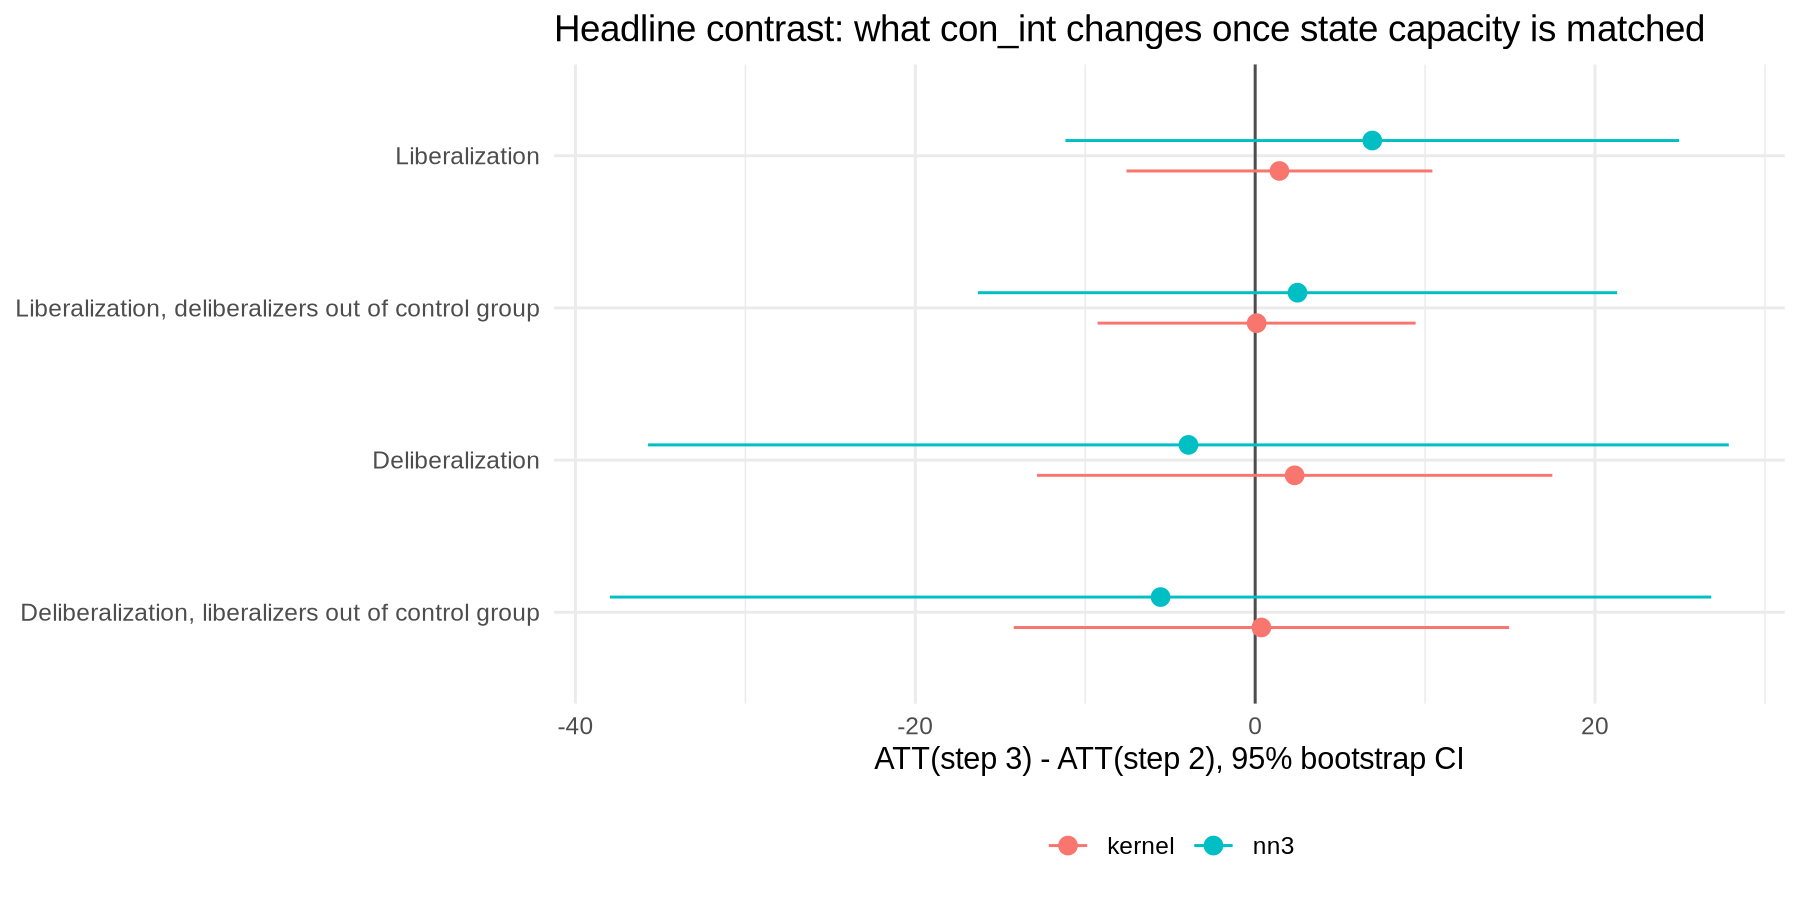 Headline contrast: what con_int changes once state capacity is matched
Liberalization
Liberalization, deliberalizers out of control group
Deliberalization
Deliberalization, liberalizers out of control group
-40 -20 0 20
ATT(step 3) - ATT(step 2), 95% bootstrap CI
kernel nn3